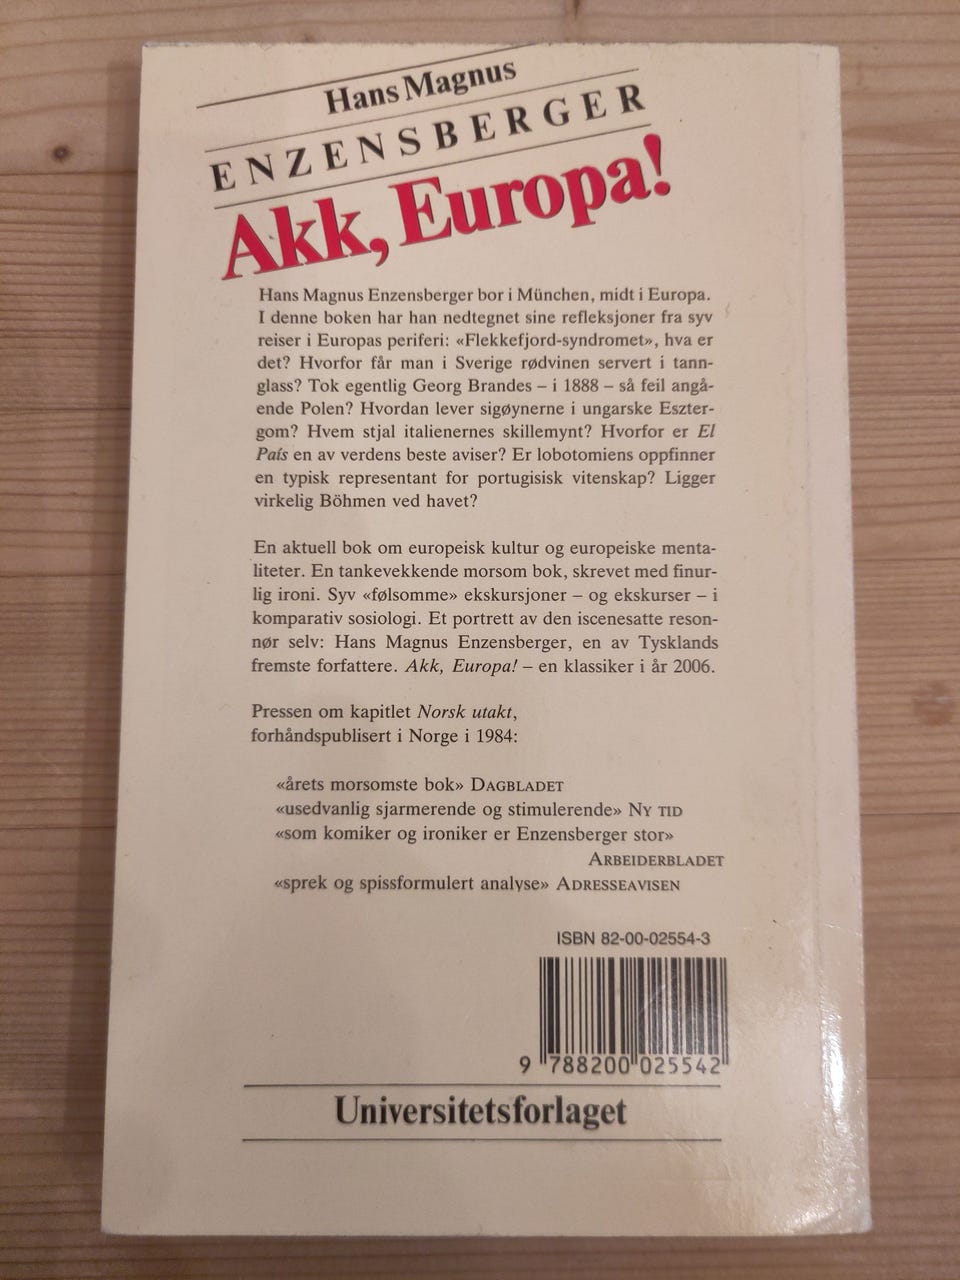 Hans Magnus
ENZENSBERGER
Akk, Europa!
Hans Magnus Enzensberger bor i München, midt i Europa.
I denne boken har han nedtegnet sine refleksjoner fra syv
reiser i Europas periferi: «Flekkefjord-syndromet», hva er
det? Hvorfor får man i Sverige rødvinen servert i tann-
glass? Tok egentlig Georg Brandes – i 1888 – så feil angå-
ende Polen? Hvordan lever sigøynerne i ungarske Eszter-
gom? Hvem stjal italienernes skillemynt? Hvorfor er El
País en av verdens beste aviser? Er lobotomiens oppfinner
en typisk representant for portugisisk vitenskap? Ligger
virkelig Böhmen ved havet?
En aktuell bok om europeisk kultur og europeiske menta-
liteter. En tankevekkende morsom bok, skrevet med finur-
lig ironi. Syv «følsomme» ekskursjoner – og ekskurser – i
komparativ sosiologi. Et portrett av den iscenesatte reson-
nør selv: Hans Magnus Enzensberger, en av Tysklands
fremste forfattere. Akk, Europa! – en klassiker i år 2006.
Pressen om kapitlet Norsk utakt,
forhåndspublisert i Norge i 1984:
«årets morsomste bok» DAGBLADET
«usedvanlig sjarmerende og stimulerende» NY TID
«som komiker og ironiker er Enzensberger stor»
ARBEIDERBLADET
«sprek og spissformulert analyse» ADRESSEAVISEN
ISBN 82-00-02554-3
9 788200 025542
Universitetsforlaget